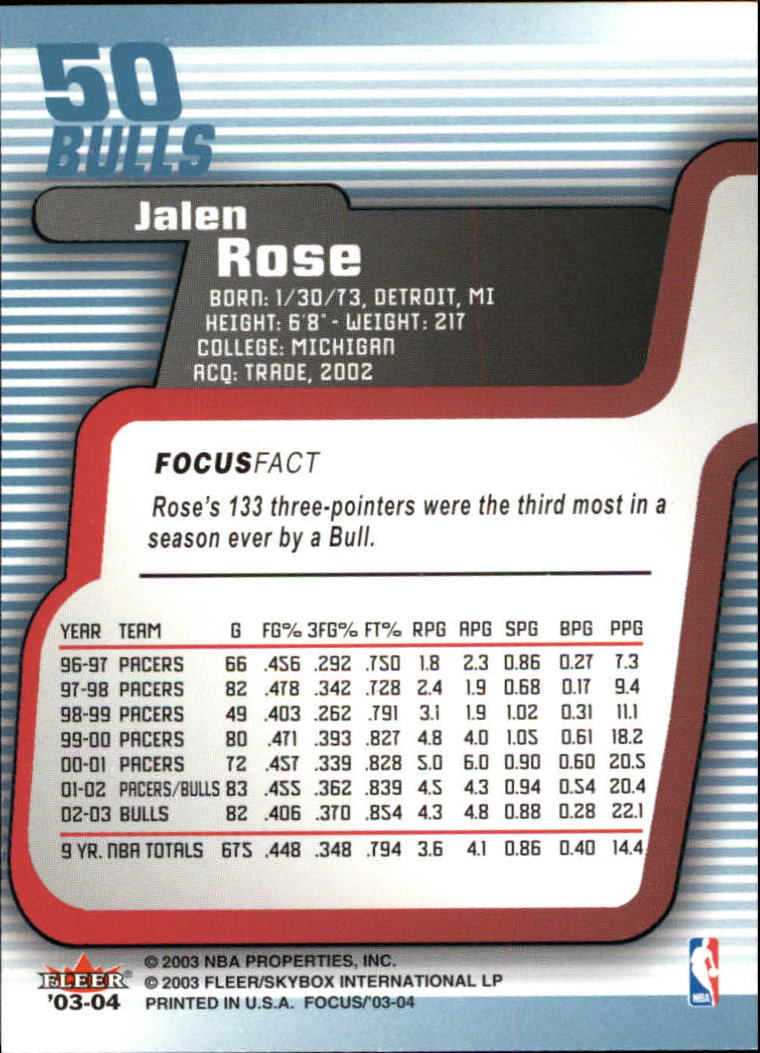 50
BULLS
Jalen
Rose
BORN: 1/30/73, DETROIT, MI
HEIGHT: 6'8" - WEIGHT: 217
COLLEGE: MICHIGAN
ACQ: TRADE, 2002
FOCUSFACT
Rose's 133 three-pointers were the third most in a
season ever by a Bull.
YEAR TEAM G FG% 3FG% FT% RPG APG SPG BPG PPG
96-97 PACERS 66 .456 .292 .750 1.8 2.3 0.86 0.27 7.3
97-98 PACERS 82 .478 .342 .728 2.4 1.9 0.68 0.17 9.4
98-99 PACERS 49 .403 .262 .791 3.1 1.9 1.02 0.31 11.1
99-00 PACERS 80 .471 .393 .827 4.8 4.0 1.05 0.61 18.2
00-01 PACERS 72 .457 .339 .828 5.0 6.0 0.90 0.60 20.5
01-02 PACERS/BULLS 83 .455 .362 .839 4.5 4.3 0.94 0.54 20.4
02-03 BULLS 82 .406 .370 .854 4.3 4.8 0.88 0.28 22.1
9 YR. NBA TOTALS 675 .448 .348 .794 3.6 4.1 0.86 0.40 14.4
FLEER
'03-04
© 2003 NBA PROPERTIES, INC.
© 2003 FLEER/SKYBOX INTERNATIONAL LP
PRINTED IN U.S.A. FOCUS/'03-04
NBA